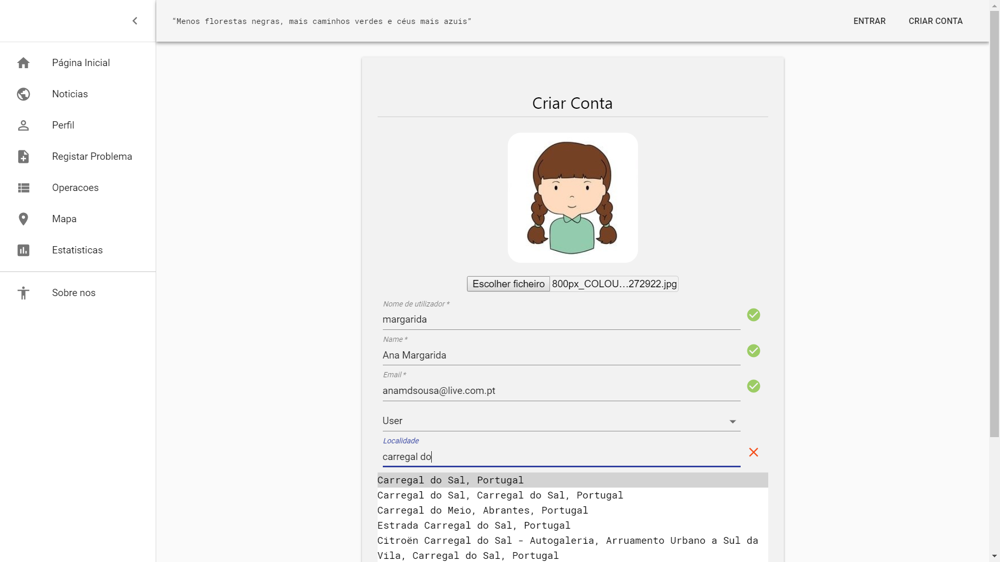 “Menos florestas negras, mais caminhos verdes e céus mais azuis”
ENTRAR
CRIAR CONTA
Página Inicial
Noticias
Perfil
Registar Problema
Operacoes
Mapa
Estatisticas
Sobre nos
Criar Conta
Escolher ficheiro 800px_COLOU…272922.jpg
Nome de utilizador *
margarida
Name *
Ana Margarida
Email *
anamdsousa@live.com.pt
User
Localidade
carregal do
Carregal do Sal, Portugal
Carregal do Sal, Carregal do Sal, Portugal
Carregal do Meio, Abrantes, Portugal
Estrada Carregal do Sal, Portugal
Citroën Carregal do Sal - Autogaleria, Arruamento Urbano a Sul da
Vila, Carregal do Sal, Portugal